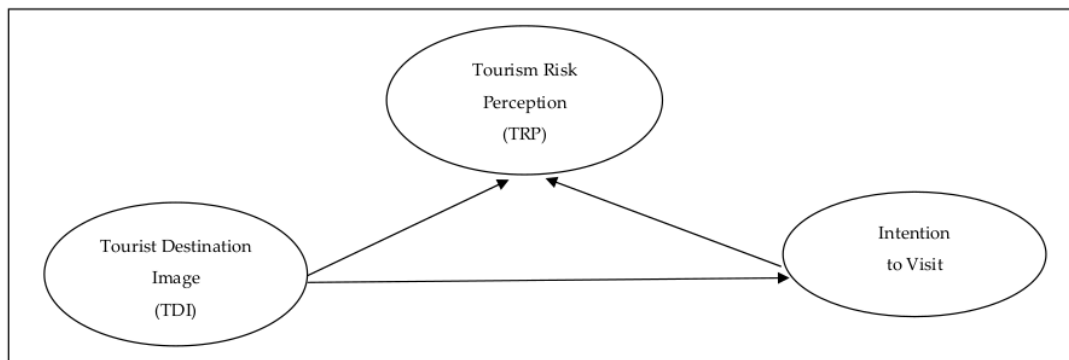 Tourism Risk
Perception
(TRP)
Tourist Destination
Image
(TDI)
Intention
to Visit